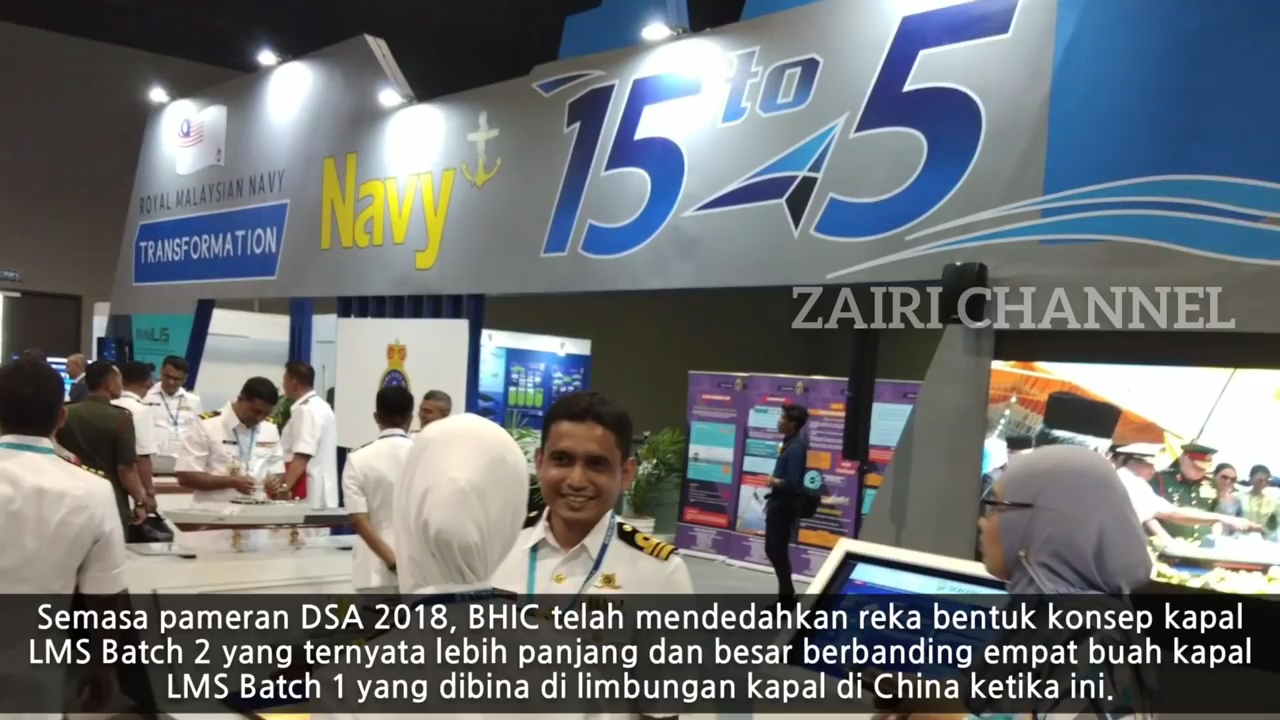 15 to 5
Navy
ROYAL MALAYSIAN NAVY
TRANSFORMATION
ZAIRI CHANNEL
Semasa pameran DSA 2018, BHIC telah mendedahkan reka bentuk konsep kapal
LMS Batch 2 yang ternyata lebih panjang dan besar berbanding empat buah kapal
LMS Batch 1 yang dibina di limbungan kapal di China ketika ini.